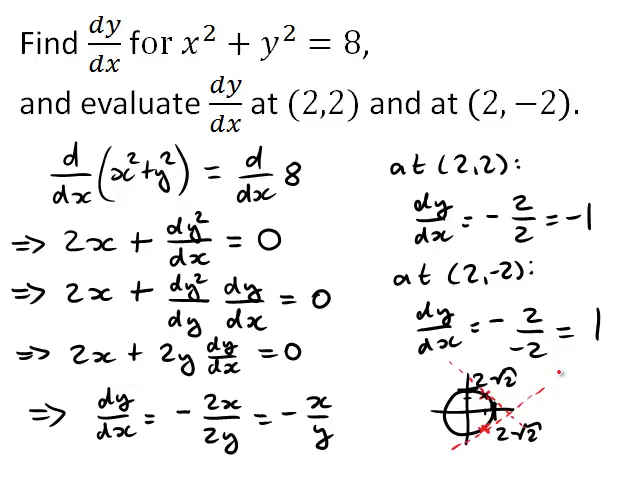 Find dy/dx for x² + y² = 8,
and evaluate dy/dx at (2,2) and at (2, −2).
d/dx (x²+y²) = d/dx 8
=> 2x + dy²/dx = 0
=> 2x + dy²/dy dy/dx = 0
=> 2x + 2y dy/dx = 0
=> dy/dx = - 2x/2y = - x/y
at (2,2):
dy/dx = - 2/2 = -1
at (2,-2):
dy/dx = - 2/-2 = 1
2√2
2√2